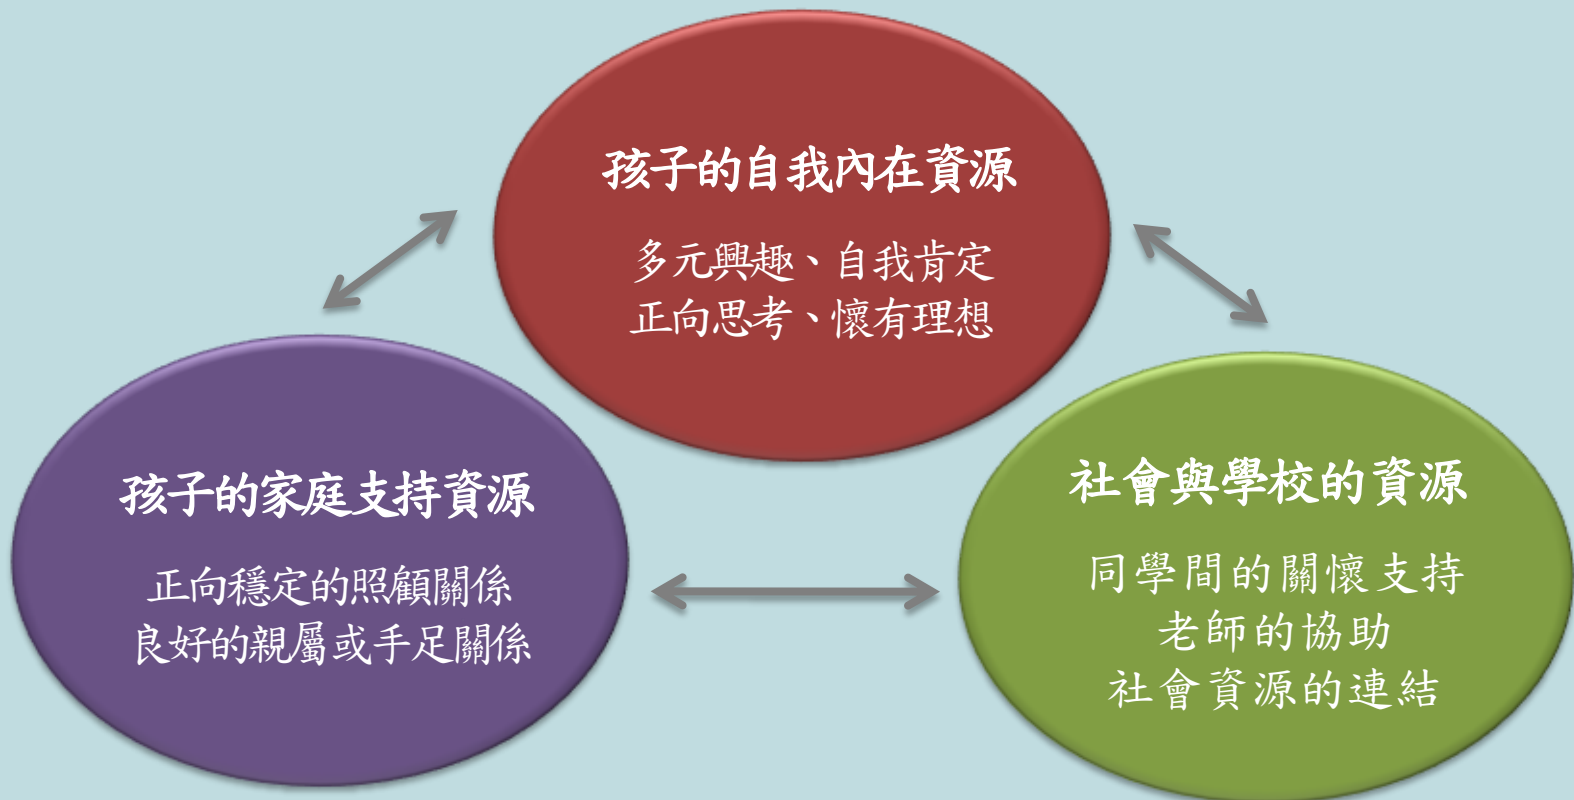 孩子的自我內在資源
多元興趣、自我肯定
正向思考、懷有理想
孩子的家庭支持資源
正向穩定的照顧關係
良好的親屬或手足關係
社會與學校的資源
同學間的關懷支持
老師的協助
社會資源的連結